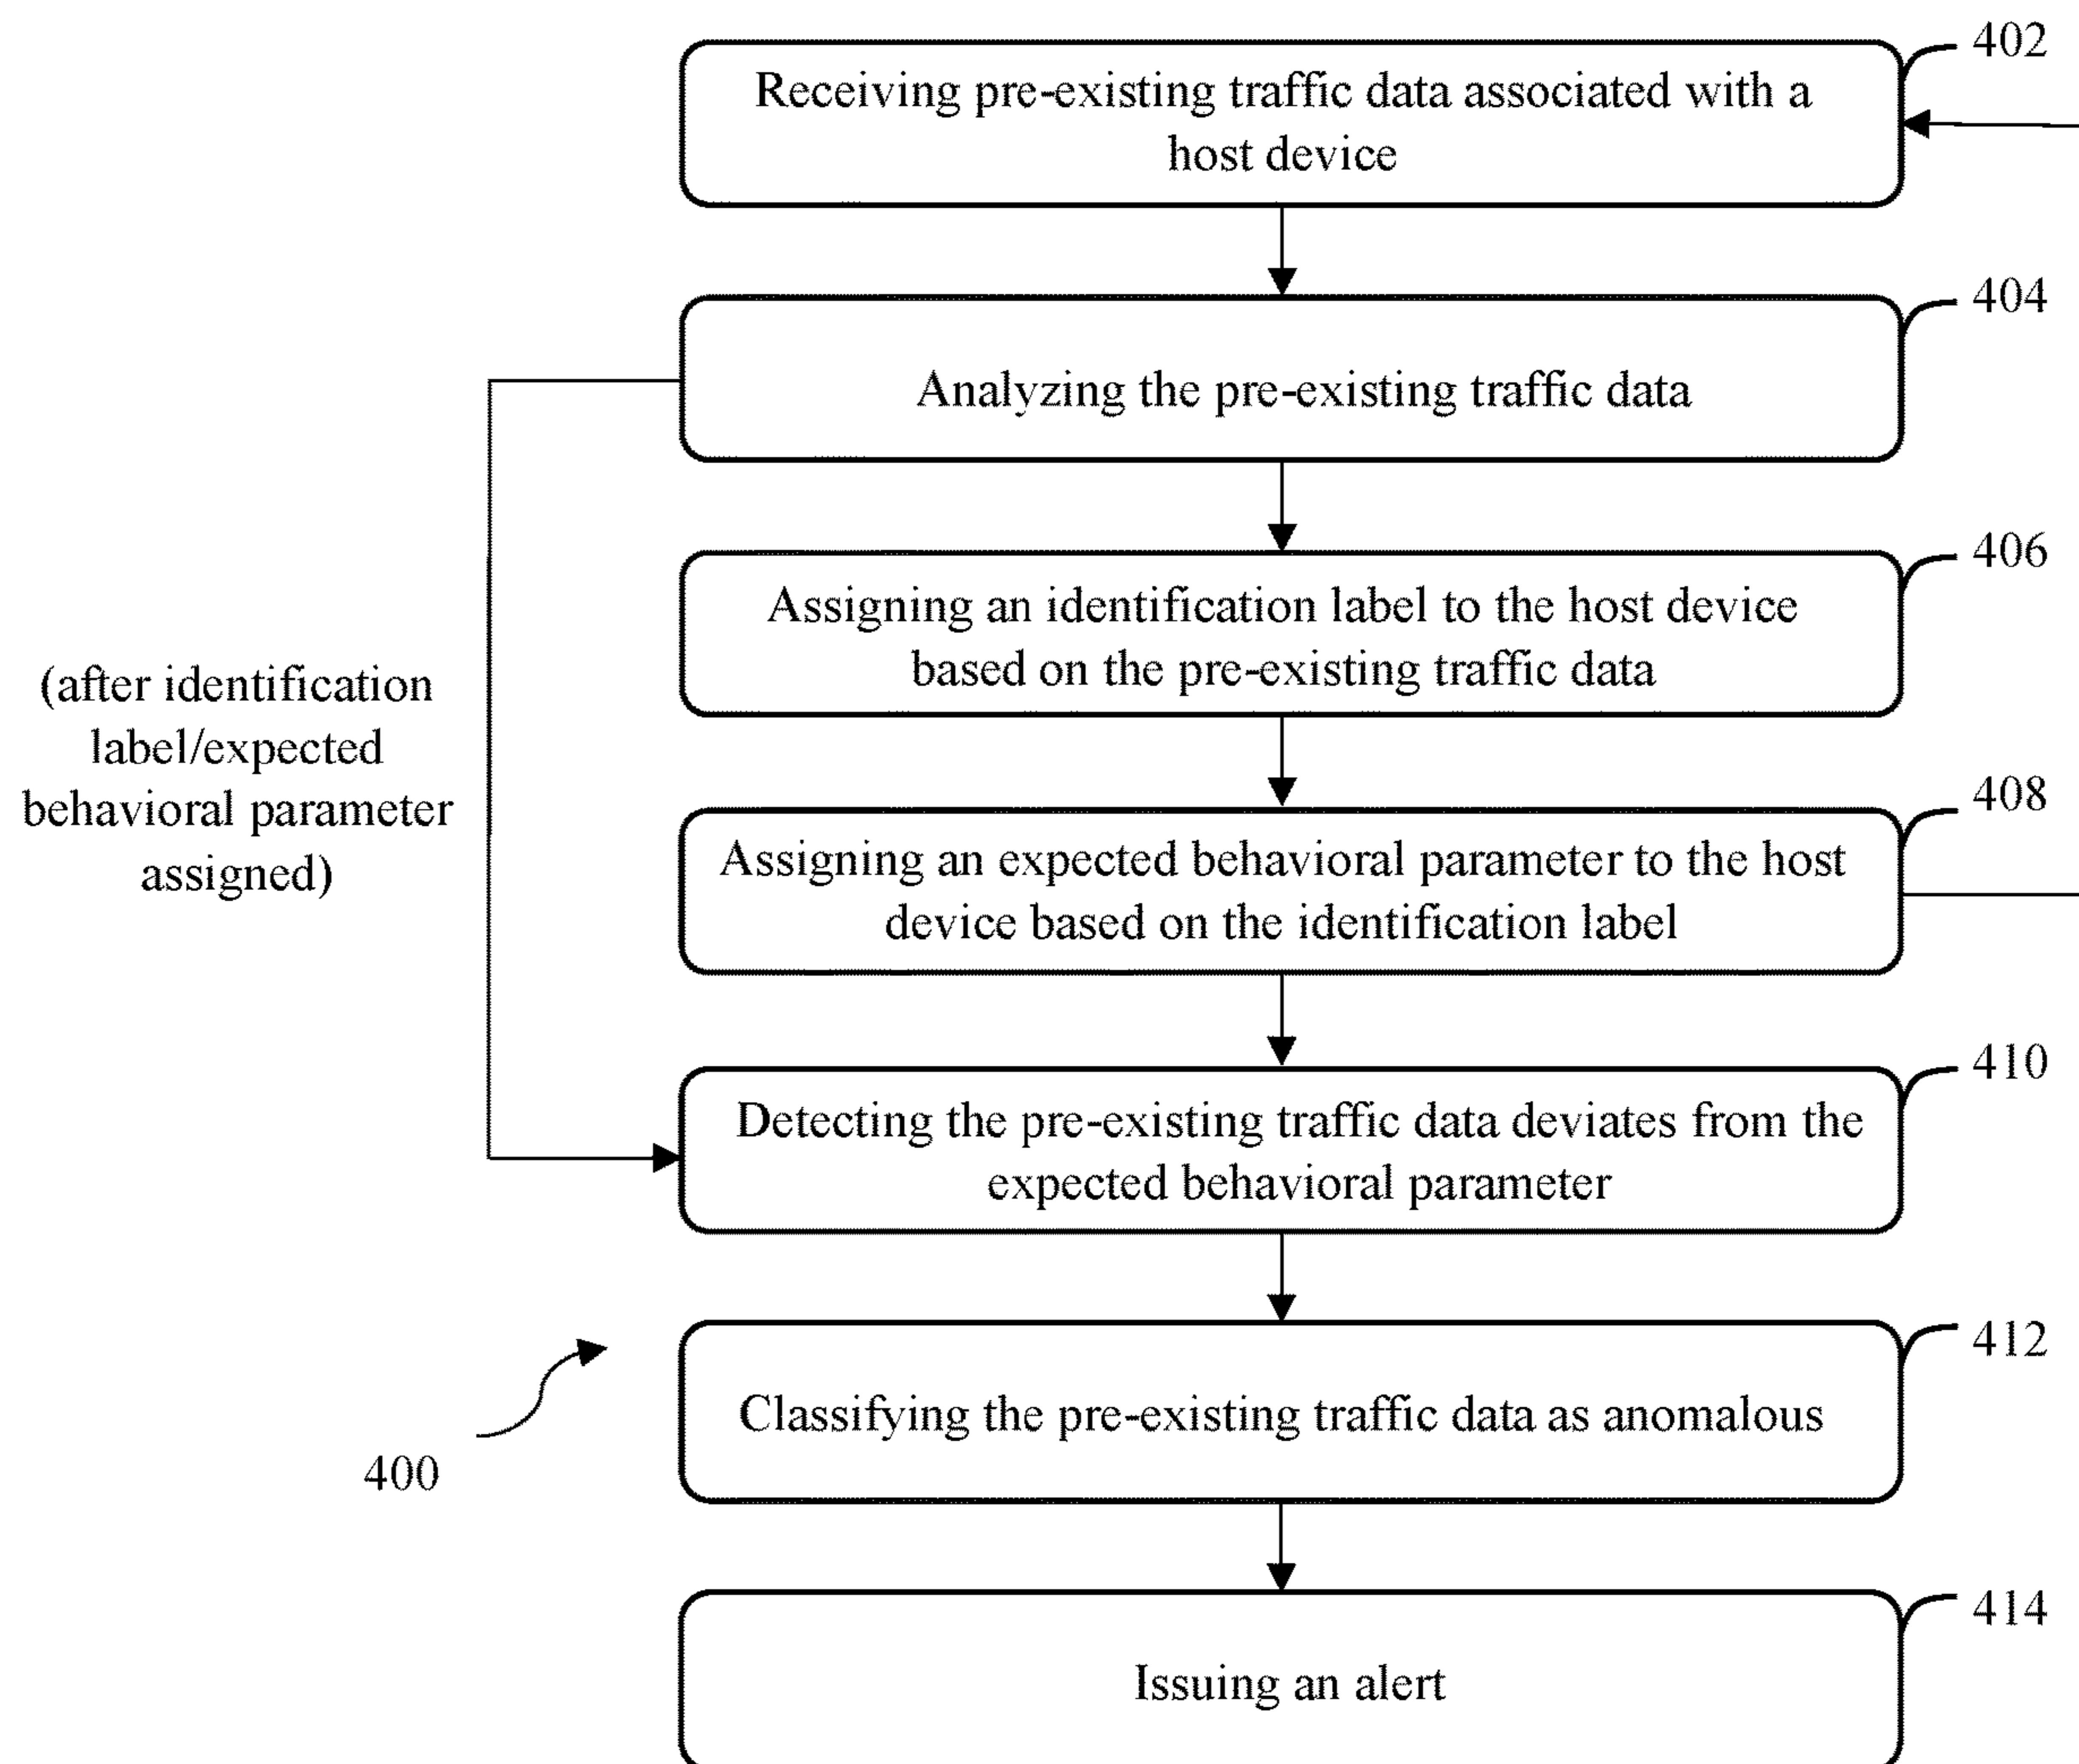 402
Receiving pre-existing traffic data associated with a
host device
404
Analyzing the pre-existing traffic data
406
Assigning an identification label to the host device
based on the pre-existing traffic data
(after identification
label/expected
behavioral parameter
assigned)
408
Assigning an expected behavioral parameter to the host
device based on the identification label
410
Detecting the pre-existing traffic data deviates from the
expected behavioral parameter
412
Classifying the pre-existing traffic data as anomalous
400
414
Issuing an alert